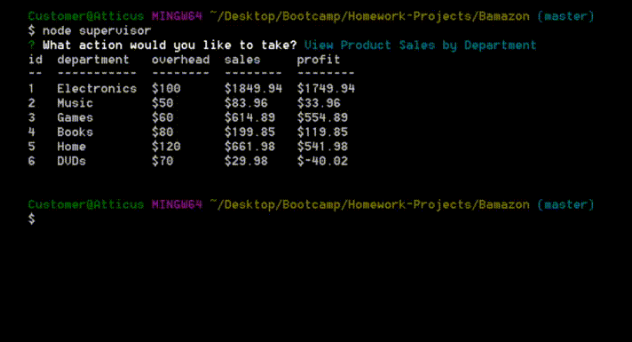 Customer@Atticus MINGW64 ~/Desktop/Bootcamp/Homework-Projects/Bamazon (master)
$ node supervisor
? What action would you like to take? View Product Sales by Department
id  department   overhead  sales     profit
--  -----------  --------  --------  --------
1   Electronics  $100      $1849.94  $1749.94
2   Music        $50       $83.96    $33.96
3   Games        $60       $614.89   $554.89
4   Books        $80       $199.85   $119.85
5   Home         $120      $661.98   $541.98
6   DVDs         $70       $29.98    $-40.02
Customer@Atticus MINGW64 ~/Desktop/Bootcamp/Homework-Projects/Bamazon (master)
$